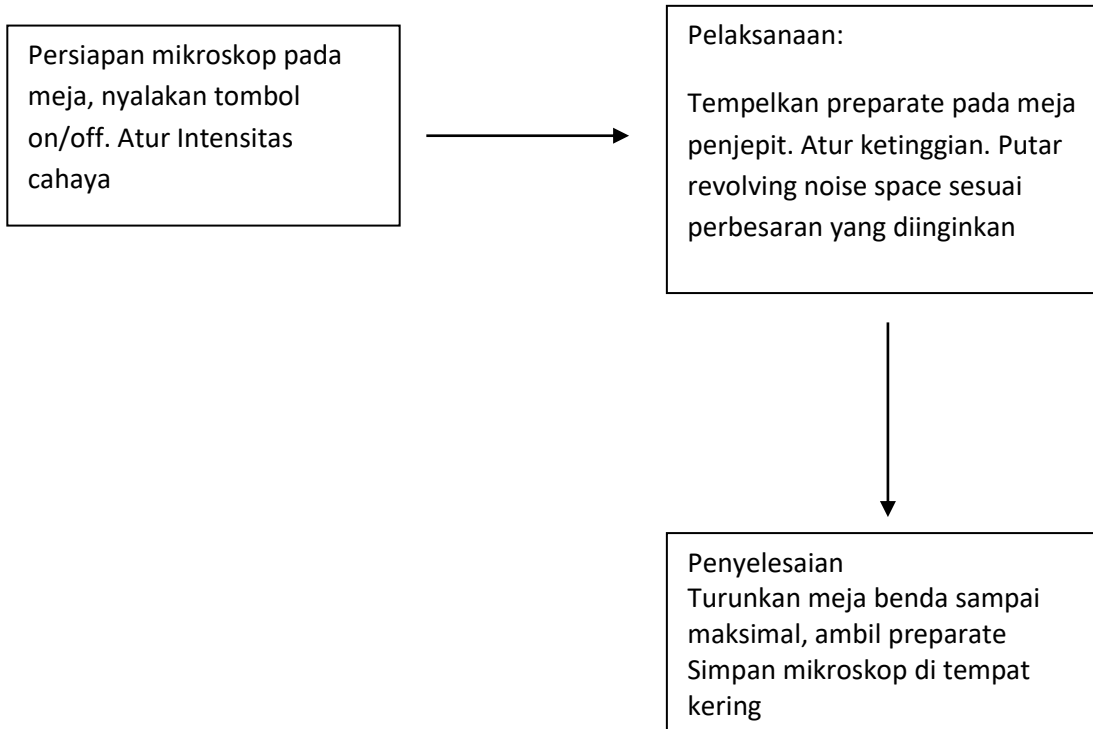 Persiapan mikroskop pada
meja, nyalakan tombol
on/off. Atur Intensitas
cahaya
Pelaksanaan:
Tempelkan preparate pada meja
penjepit. Atur ketinggian. Putar
revolving noise space sesuai
perbesaran yang diinginkan
Penyelesaian
Turunkan meja benda sampai
maksimal, ambil preparate
Simpan mikroskop di tempat
kering